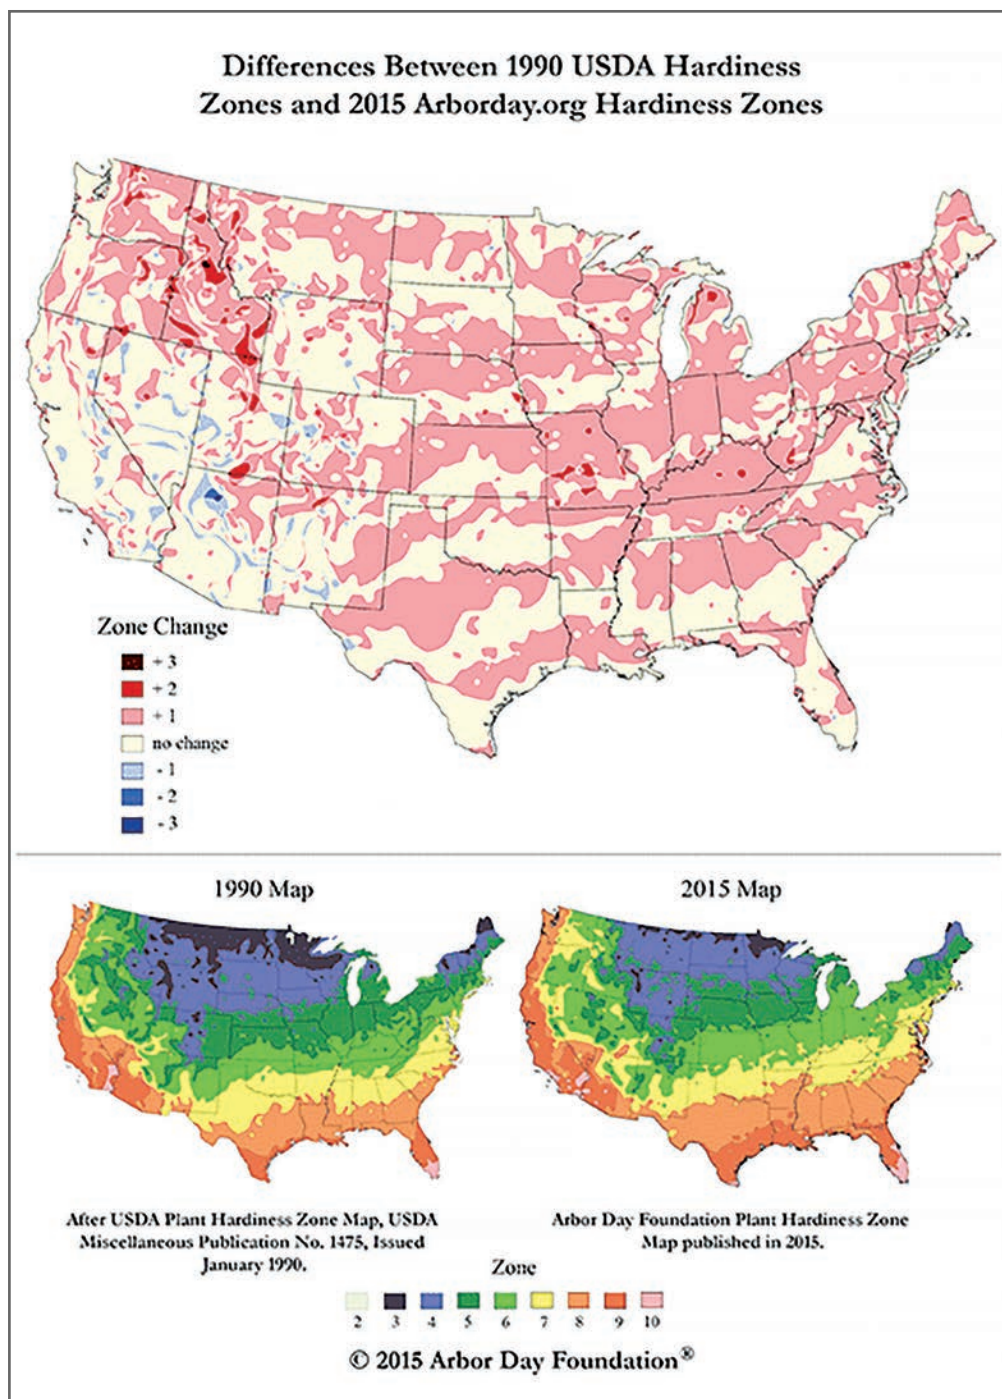 Differences Between 1990 USDA Hardiness
Zones and 2015 Arborday.org Hardiness Zones
Zone Change
+ 3
+ 2
+ 1
no change
- 1
- 2
- 3
1990 Map
2015 Map
After USDA Plant Hardiness Zone Map, USDA
Miscellaneous Publication No. 1475, Issued
January 1990.
Arbor Day Foundation Plant Hardiness Zone
Map published in 2015.
Zone
2 3 4 5 6 7 8 9 10
© 2015 Arbor Day Foundation®